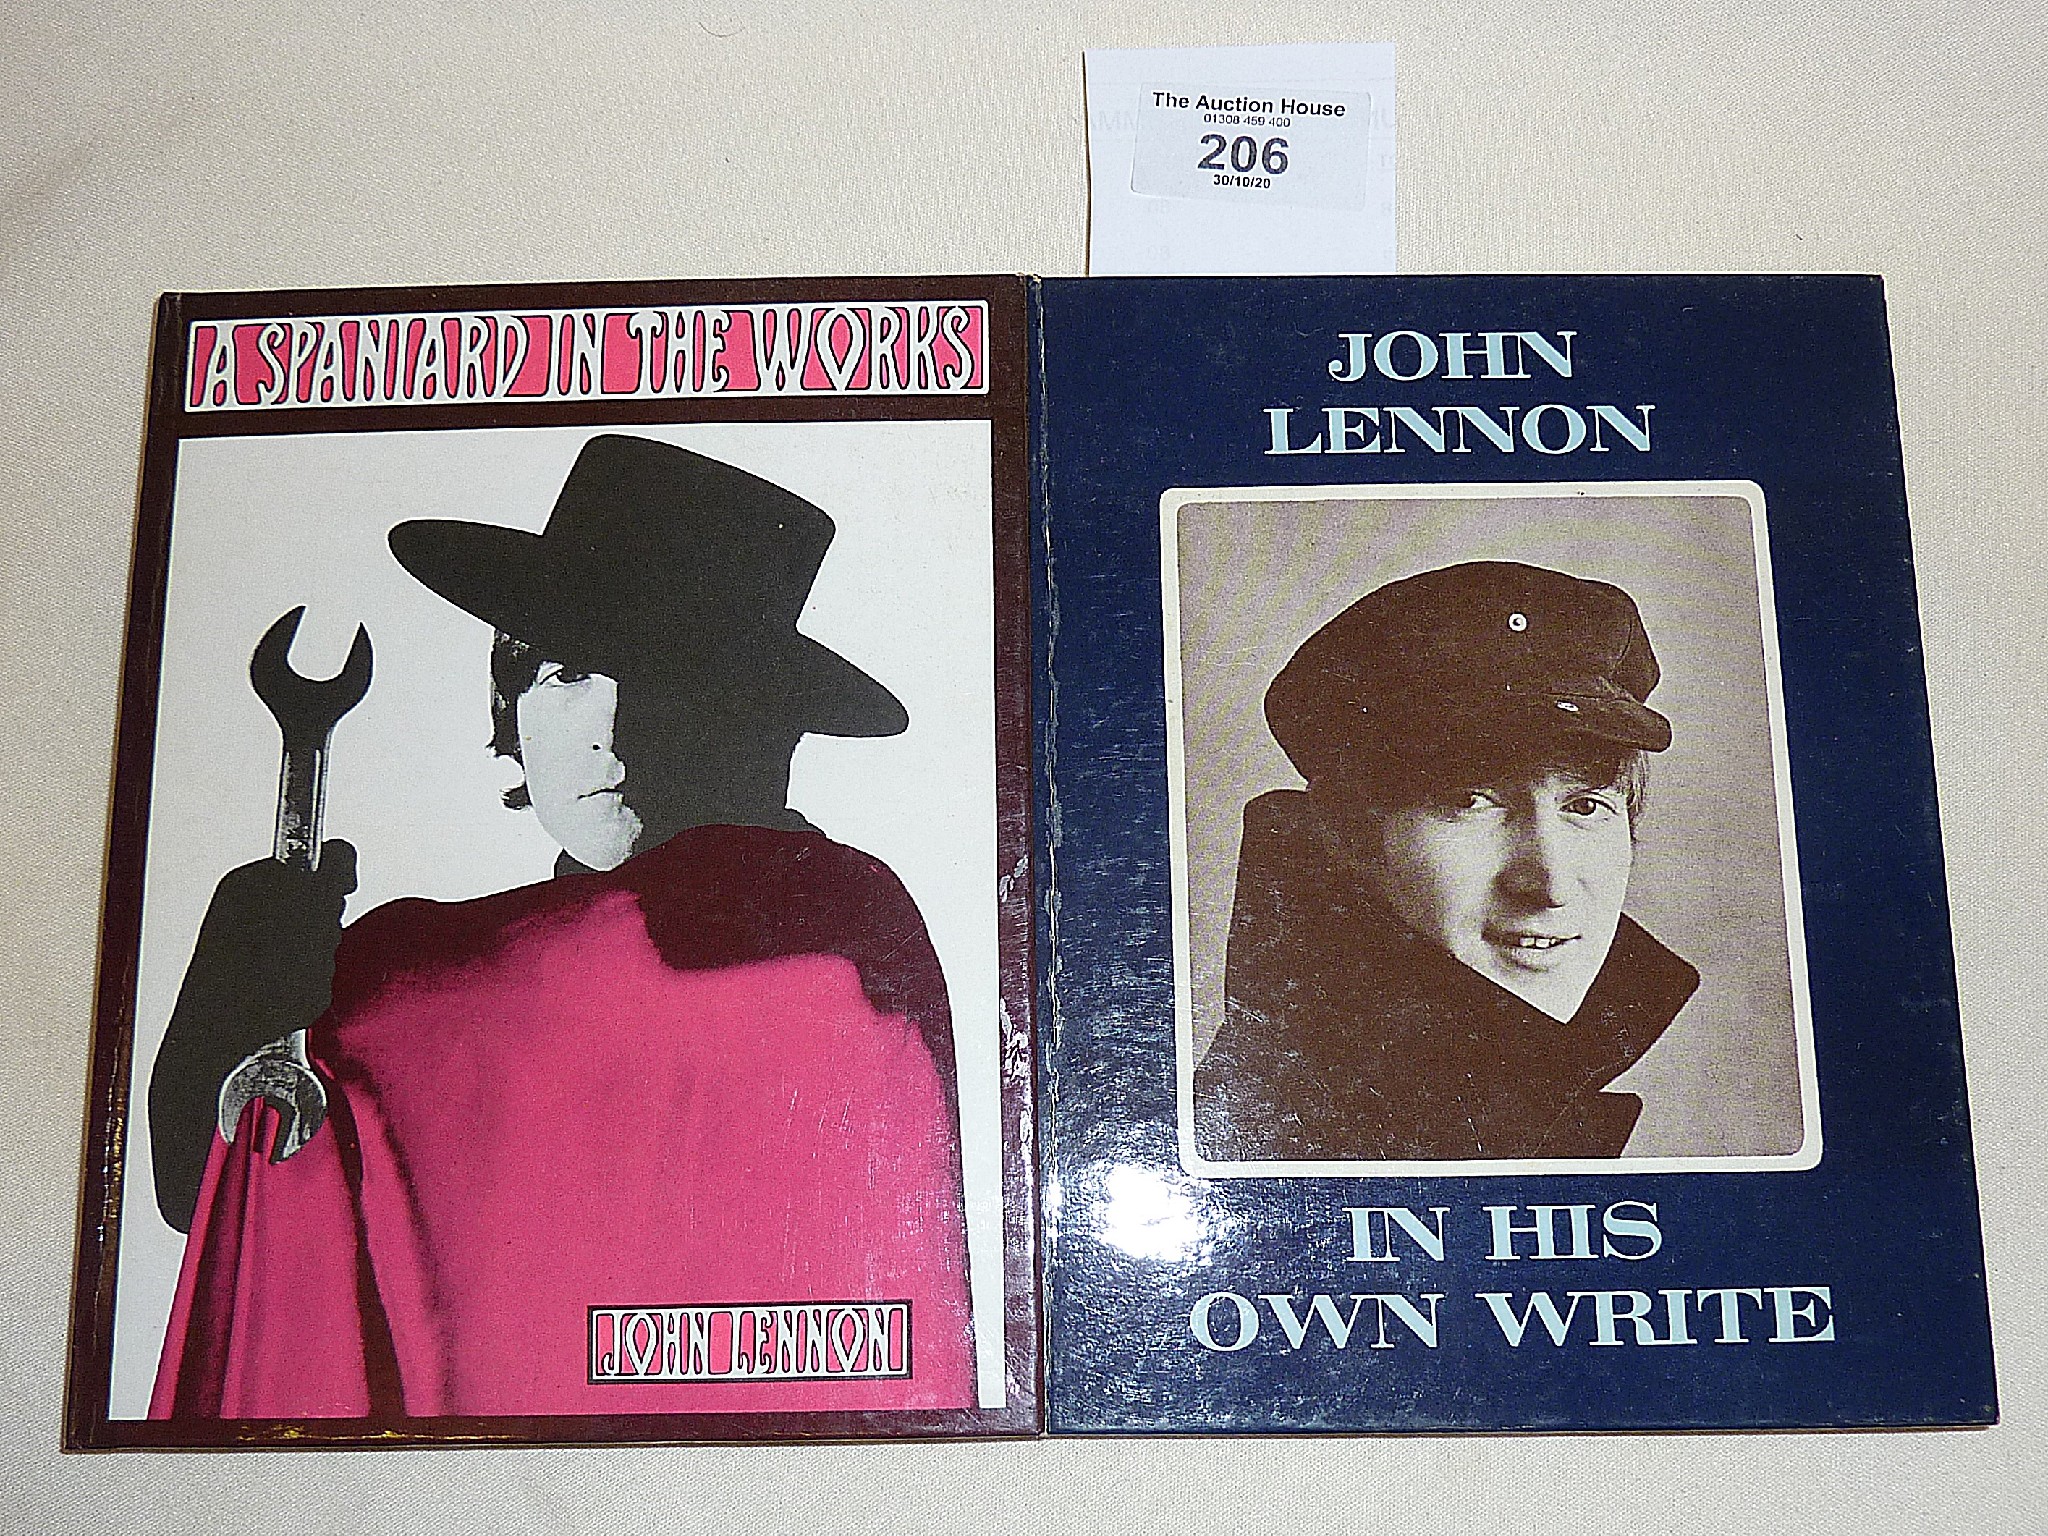 The Auction House
01308 459 400
206
30/10/20
A SPANIARD IN THE WORKS
JOHN LENNON
JOHN
LENNON
IN HIS
OWN WRITE